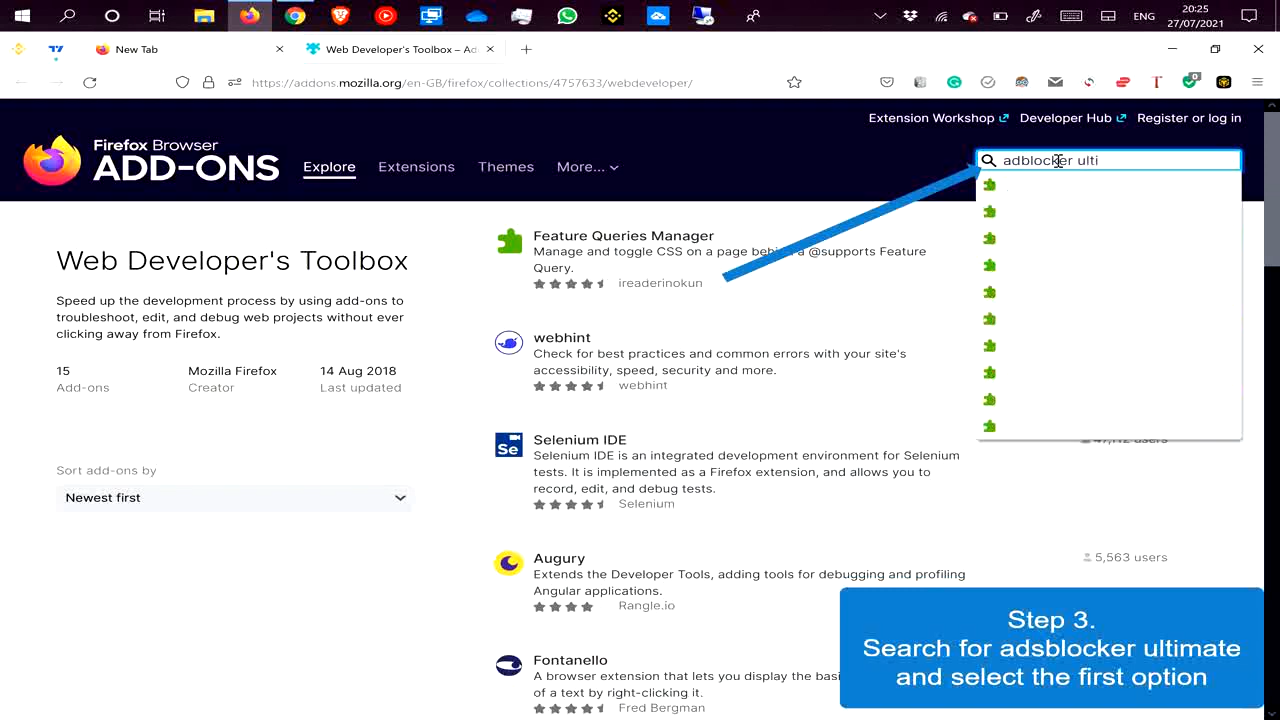 ENG
20:25
27/07/2021
New Tab
Web Developer's Toolbox – Ad
https://addons.mozilla.org/en-GB/firefox/collections/4757633/webdeveloper/
0
Extension Workshop
Developer Hub
Register or log in
Firefox Browser
ADD-ONS
Explore
Extensions
Themes
More...
adblocker ulti
Web Developer's Toolbox
Speed up the development process by using add-ons to
troubleshoot, edit, and debug web projects without ever
clicking away from Firefox.
15
Mozilla Firefox
14 Aug 2018
Add-ons
Creator
Last updated
Sort add-ons by
Newest first
Feature Queries Manager
Manage and toggle CSS on a page behind a @supports Feature
Query.
ireaderinokun
webhint
Check for best practices and common errors with your site's
accessibility, speed, security and more.
webhint
Se
Selenium IDE
Selenium IDE is an integrated development environment for Selenium
tests. It is implemented as a Firefox extension, and allows you to
record, edit, and debug tests.
Selenium
users
Augury
Extends the Developer Tools, adding tools for debugging and profiling
Angular applications.
Rangle.io
5,563 users
Fontanello
A browser extension that lets you display the basi
of a text by right-clicking it.
Fred Bergman
Step 3.
Search for adsblocker ultimate
and select the first option